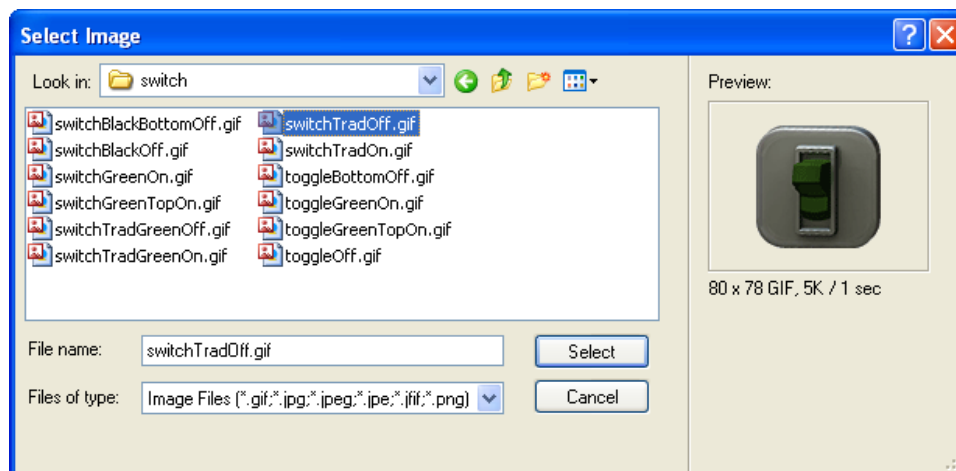 Select Image
Look in: switch
Preview:
switchBlackBottomOff.gif
switchBlackOff.gif
switchGreenOn.gif
switchGreenTopOn.gif
switchTradGreenOff.gif
switchTradGreenOn.gif
switchTradOff.gif
switchTradOn.gif
toggleBottomOff.gif
toggleGreenOn.gif
toggleGreenTopOn.gif
toggleOff.gif
80 x 78 GIF, 5K / 1 sec
File name: switchTradOff.gif Select
Files of type: Image Files (*.gif;*.jpg;*.jpeg;*.jpe;*.jfif;*.png) Cancel